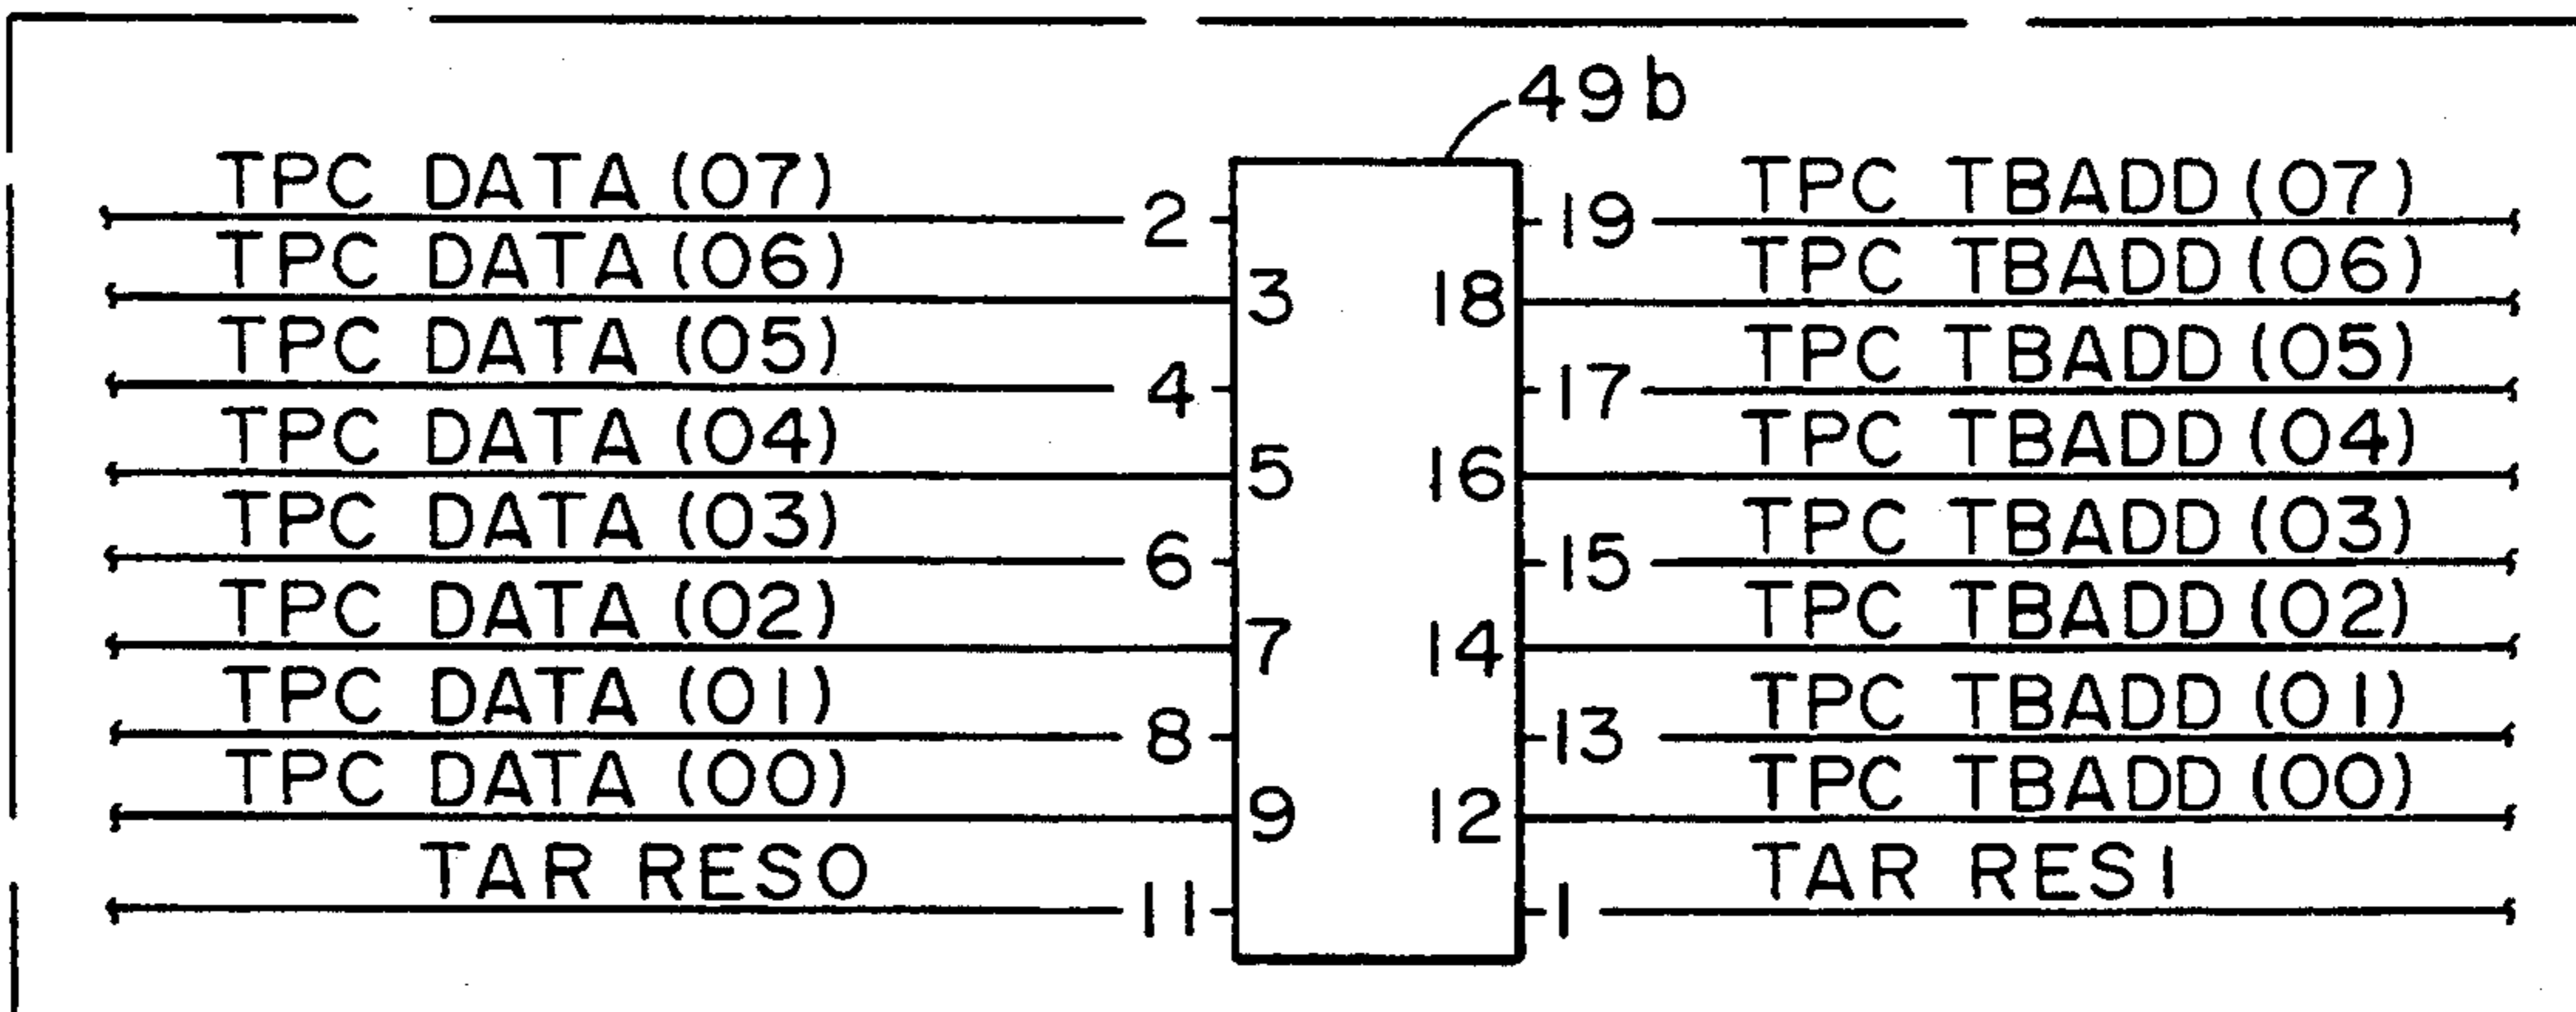 49b
TPC DATA (07) 2 19 TPC TBADD (07)
TPC DATA (06) 3 18 TPC TBADD (06)
TPC DATA (05) 4 17 TPC TBADD (05)
TPC DATA (04) 5 16 TPC TBADD (04)
TPC DATA (03) 6 15 TPC TBADD (03)
TPC DATA (02) 7 14 TPC TBADD (02)
TPC DATA (01) 8 13 TPC TBADD (01)
TPC DATA (00) 9 12 TPC TBADD (00)
TAR RES0 11 1 TAR RES1